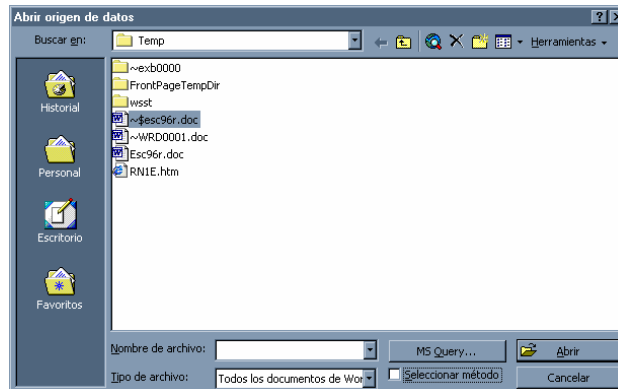 Abrir origen de datos
Buscar en: Temp Herramientas
Historial
Personal
Escritorio
Favoritos
~exb0000
FrontPageTempDir
wsst
~$esc96r.doc
~WRD0001.doc
Esc96r.doc
RN1E.htm
Nombre de archivo: MS Query... Abrir
Tipo de archivo: Todos los documentos de Wor Seleccionar método Cancelar